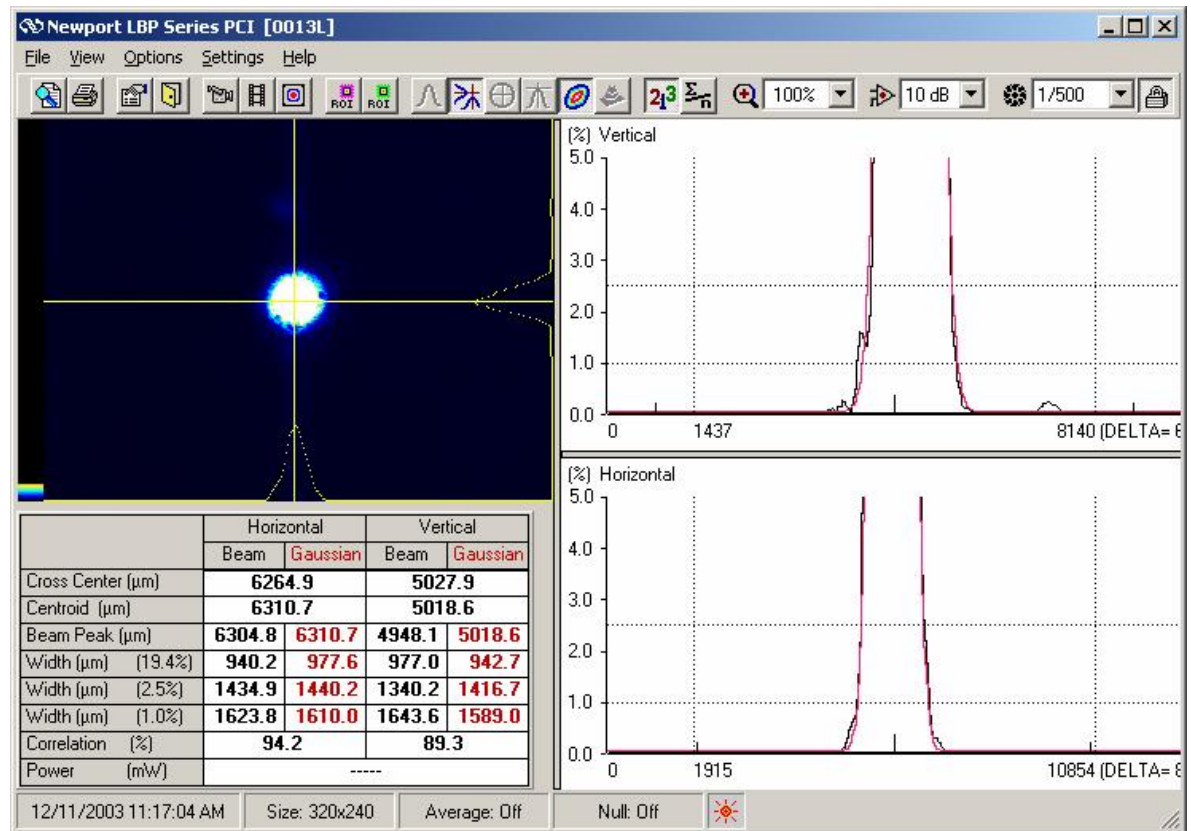 Newport LBP Series PCI [0013L]
File View Options Settings Help
ROI ROI 2,3 Σn 100% 10 dB 1/500
(%) Vertical
5.0
4.0
3.0
2.0
1.0
0.0
0 1437 8140 (DELTA= 6
(%) Horizontal
5.0
4.0
3.0
2.0
1.0
0.0
0 1915 10854 (DELTA= 8
Horizontal Vertical
Beam Gaussian Beam Gaussian
Cross Center (µm) 6264.9 5027.9
Centroid (µm) 6310.7 5018.6
Beam Peak (µm) 6304.8 6310.7 4948.1 5018.6
Width (µm) (19.4%) 940.2 977.6 977.0 942.7
Width (µm) (2.5%) 1434.9 1440.2 1340.2 1416.7
Width (µm) (1.0%) 1623.8 1610.0 1643.6 1589.0
Correlation (%) 94.2 89.3
Power (mW) -----
12/11/2003 11:17:04 AM Size: 320x240 Average: Off Null: Off